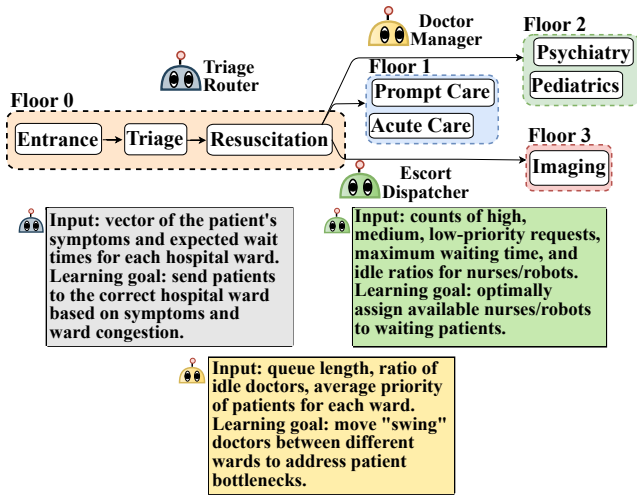 Doctor
Manager
Floor 2
Psychiatry
Pediatrics
Triage
Router
Floor 1
Prompt Care
Acute Care
Floor 0
Entrance
Triage
Resuscitation
Floor 3
Imaging
Escort
Dispatcher
Input: vector of the patient's
symptoms and expected wait
times for each hospital ward.
Learning goal: send patients
to the correct hospital ward
based on symptoms and
ward congestion.
Input: counts of high,
medium, low-priority requests,
maximum waiting time, and
idle ratios for nurses/robots.
Learning goal: optimally
assign available nurses/robots
to waiting patients.
Input: queue length, ratio of
idle doctors, average priority
of patients for each ward.
Learning goal: move "swing"
doctors between different
wards to address patient
bottlenecks.